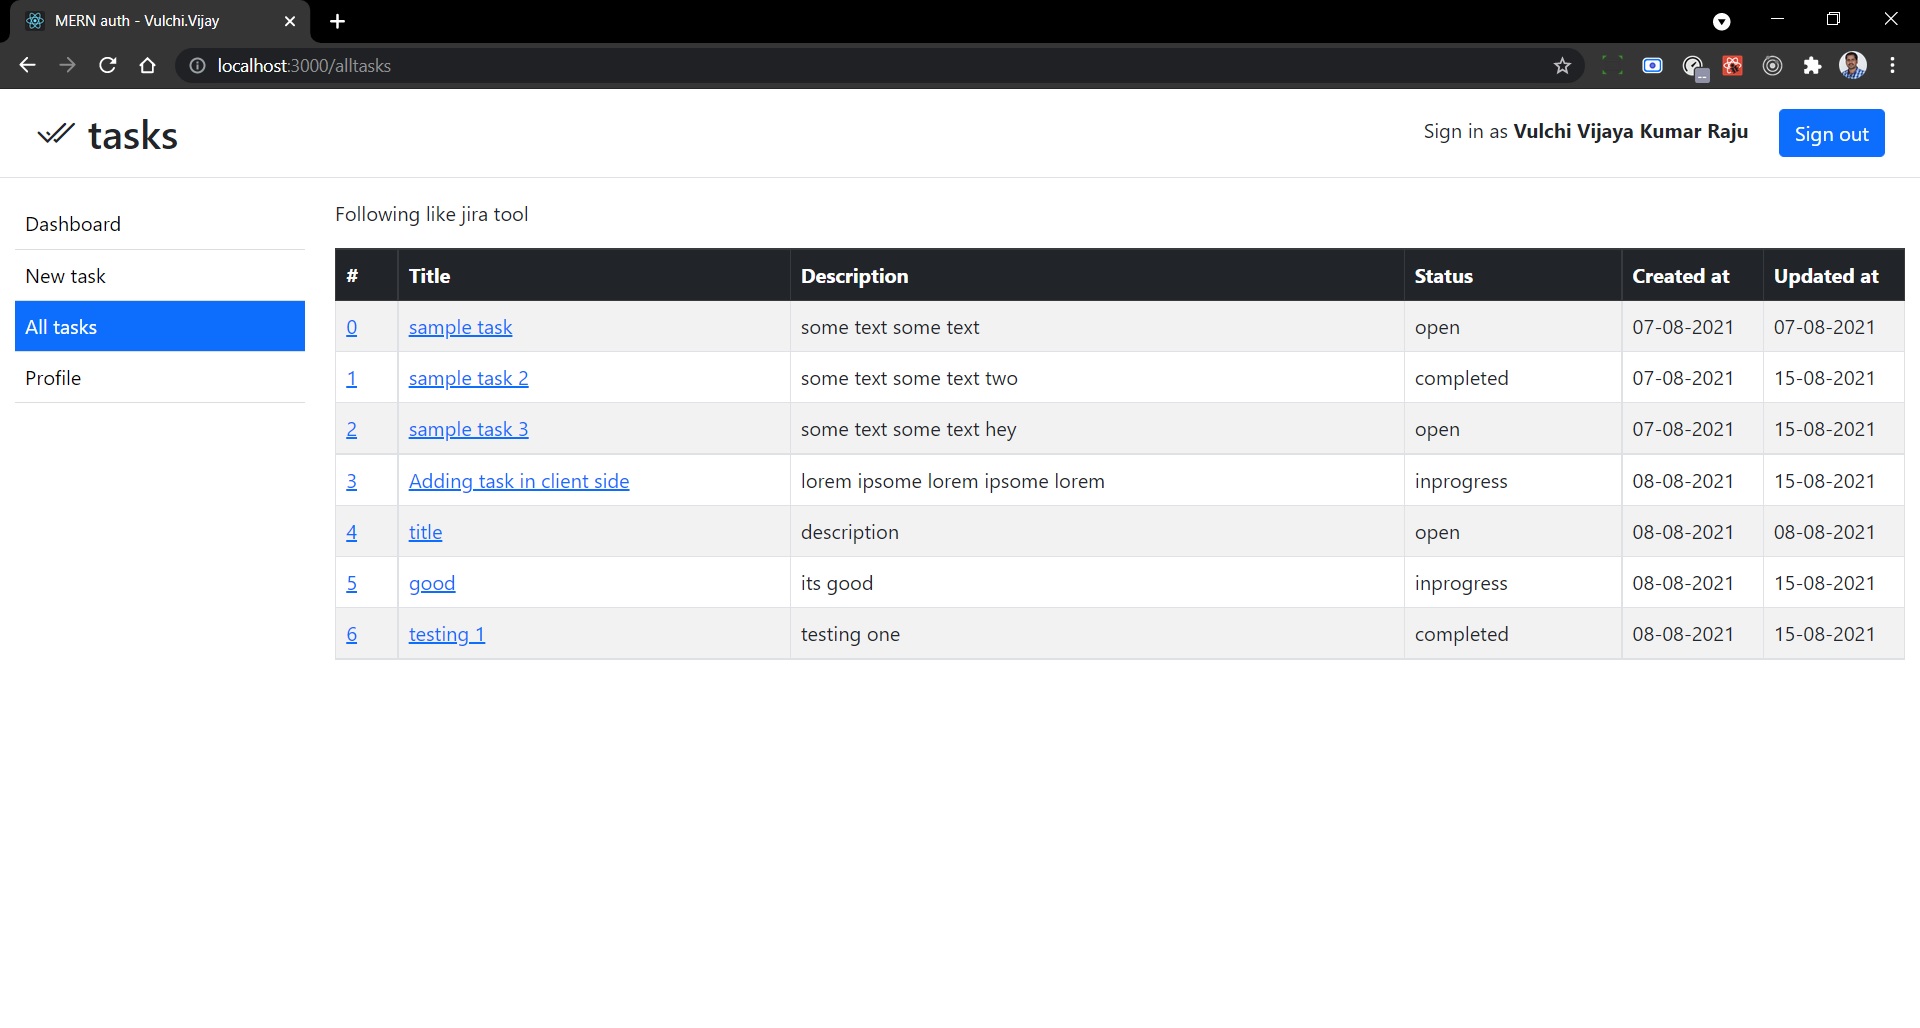 MERN auth - Vulchi.Vijay
localhost:3000/alltasks
tasks
Sign in as Vulchi Vijaya Kumar Raju
Sign out
Dashboard
New task
All tasks
Profile
Following like jira tool
# Title Description Status Created at Updated at
0 sample task some text some text open 07-08-2021 07-08-2021
1 sample task 2 some text some text two completed 07-08-2021 15-08-2021
2 sample task 3 some text some text hey open 07-08-2021 15-08-2021
3 Adding task in client side lorem ipsome lorem ipsome lorem inprogress 08-08-2021 15-08-2021
4 title description open 08-08-2021 08-08-2021
5 good its good inprogress 08-08-2021 15-08-2021
6 testing 1 testing one completed 08-08-2021 15-08-2021